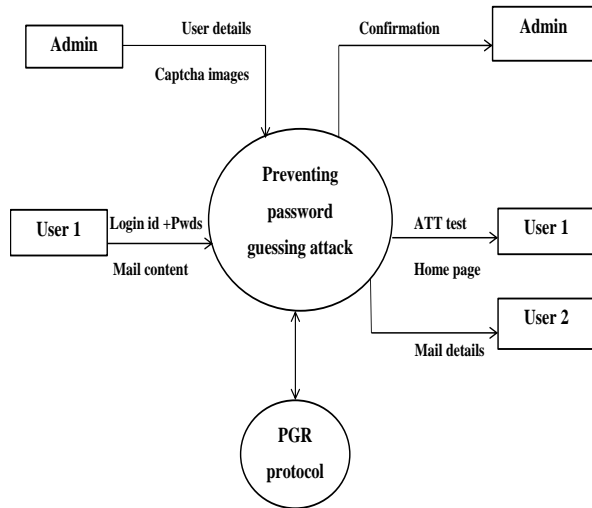 Admin
User details
Captcha images
Confirmation
Admin
Preventing
password
guessing attack
User 1
Login id +Pwds
Mail content
ATT test
Home page
User 1
User 2
Mail details
PGR
protocol